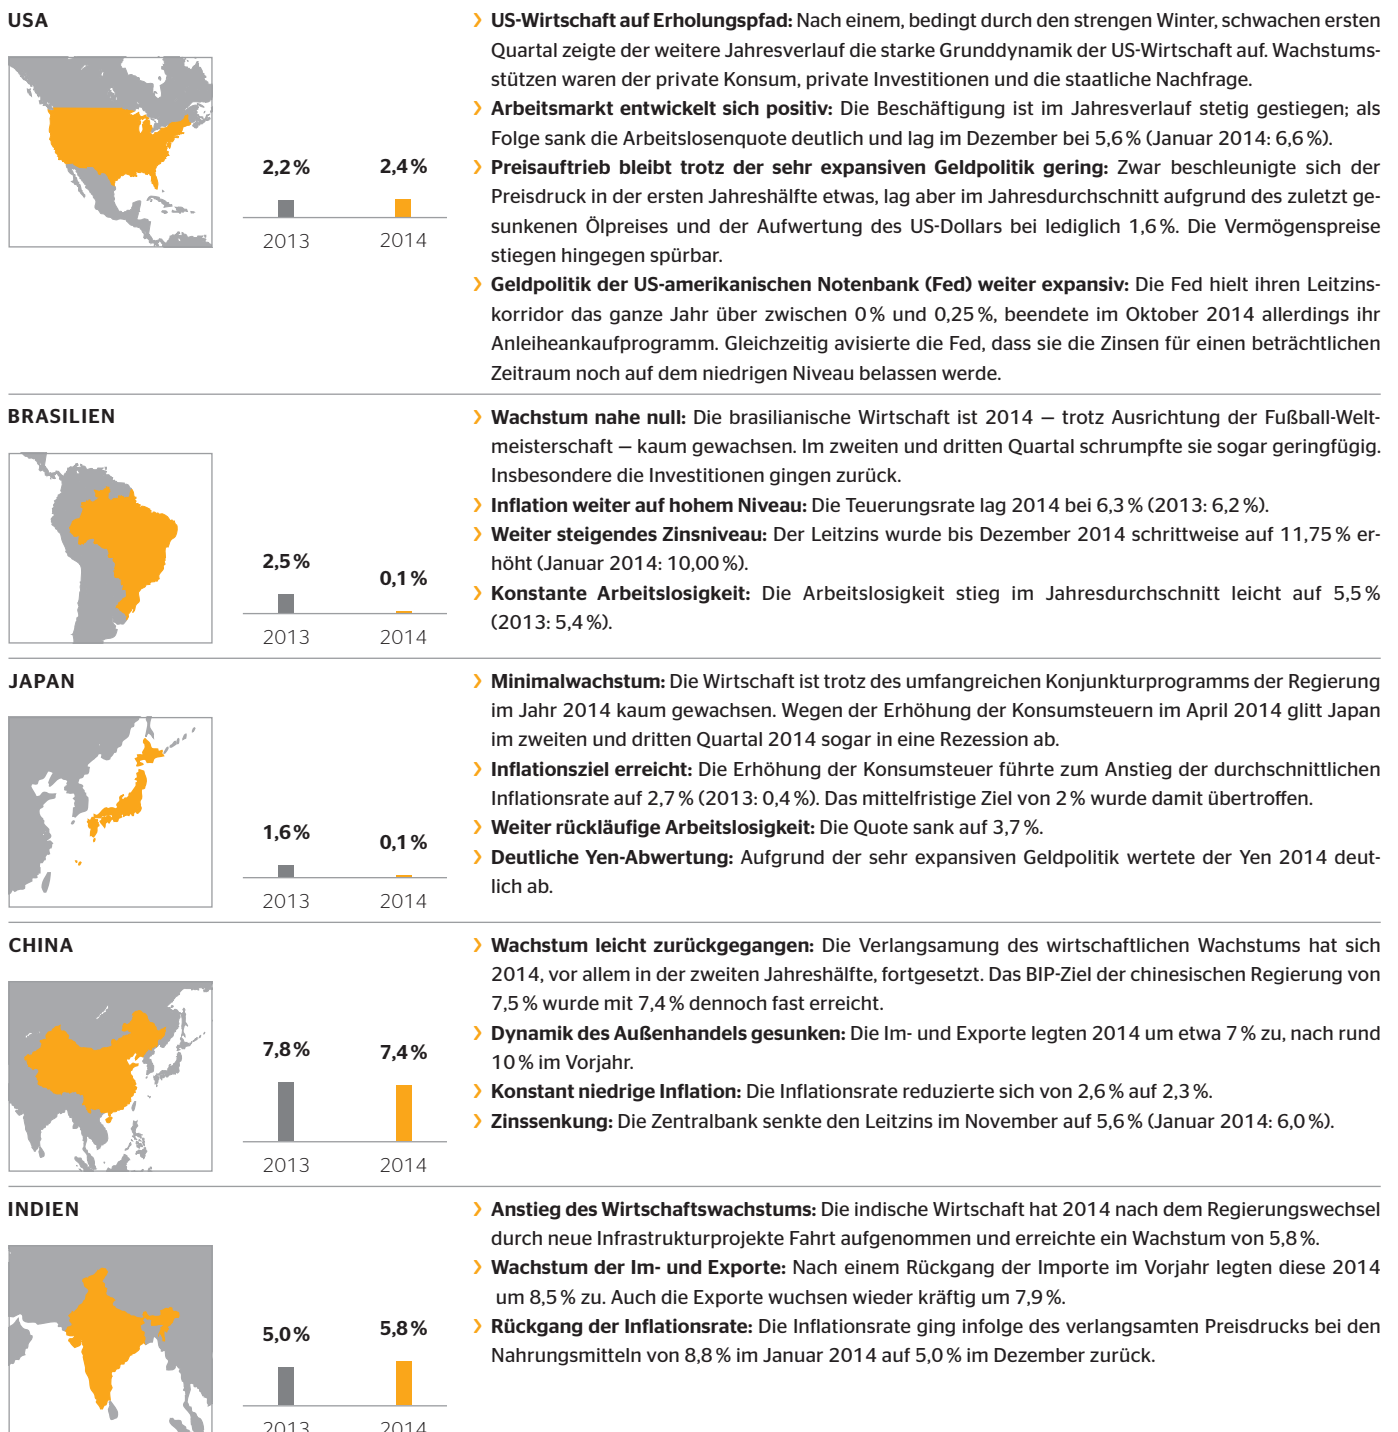 USA
2,2 %
2,4 %
2013
2014
› US-Wirtschaft auf Erholungspfad: Nach einem, bedingt durch den strengen Winter, schwachen ersten
Quartal zeigte der weitere Jahresverlauf die starke Grunddynamik der US-Wirtschaft auf. Wachstums-
stützen waren der private Konsum, private Investitionen und die staatliche Nachfrage.
› Arbeitsmarkt entwickelt sich positiv: Die Beschäftigung ist im Jahresverlauf stetig gestiegen; als
Folge sank die Arbeitslosenquote deutlich und lag im Dezember bei 5,6 % (Januar 2014: 6,6 %).
› Preisauftrieb bleibt trotz der sehr expansiven Geldpolitik gering: Zwar beschleunigte sich der
Preisdruck in der ersten Jahreshälfte etwas, lag aber im Jahresdurchschnitt aufgrund des zuletzt ge-
sunkenen Ölpreises und der Aufwertung des US-Dollars bei lediglich 1,6 %. Die Vermögenspreise
stiegen hingegen spürbar.
› Geldpolitik der US-amerikanischen Notenbank (Fed) weiter expansiv: Die Fed hielt ihren Leitzins-
korridor das ganze Jahr über zwischen 0 % und 0,25 %, beendete im Oktober 2014 allerdings ihr
Anleiheankaufprogramm. Gleichzeitig avisierte die Fed, dass sie die Zinsen für einen beträchtlichen
Zeitraum noch auf dem niedrigen Niveau belassen werde.
BRASILIEN
2,5 %
0,1 %
2013
2014
› Wachstum nahe null: Die brasilianische Wirtschaft ist 2014 — trotz Ausrichtung der Fußball-Welt-
meisterschaft — kaum gewachsen. Im zweiten und dritten Quartal schrumpfte sie sogar geringfügig.
Insbesondere die Investitionen gingen zurück.
› Inflation weiter auf hohem Niveau: Die Teuerungsrate lag 2014 bei 6,3 % (2013: 6,2 %).
› Weiter steigendes Zinsniveau: Der Leitzins wurde bis Dezember 2014 schrittweise auf 11,75 % er-
höht (Januar 2014: 10,00 %).
› Konstante Arbeitslosigkeit: Die Arbeitslosigkeit stieg im Jahresdurchschnitt leicht auf 5,5 %
(2013: 5,4 %).
JAPAN
1,6 %
0,1 %
2013
2014
› Minimalwachstum: Die Wirtschaft ist trotz des umfangreichen Konjunkturprogramms der Regierung
im Jahr 2014 kaum gewachsen. Wegen der Erhöhung der Konsumsteuern im April 2014 glitt Japan
im zweiten und dritten Quartal 2014 sogar in eine Rezession ab.
› Inflationsziel erreicht: Die Erhöhung der Konsumsteuer führte zum Anstieg der durchschnittlichen
Inflationsrate auf 2,7 % (2013: 0,4 %). Das mittelfristige Ziel von 2 % wurde damit übertroffen.
› Weiter rückläufige Arbeitslosigkeit: Die Quote sank auf 3,7 %.
› Deutliche Yen-Abwertung: Aufgrund der sehr expansiven Geldpolitik wertete der Yen 2014 deut-
lich ab.
CHINA
7,8 %
7,4 %
2013
2014
› Wachstum leicht zurückgegangen: Die Verlangsamung des wirtschaftlichen Wachstums hat sich
2014, vor allem in der zweiten Jahreshälfte, fortgesetzt. Das BIP-Ziel der chinesischen Regierung von
7,5 % wurde mit 7,4 % dennoch fast erreicht.
› Dynamik des Außenhandels gesunken: Die Im- und Exporte legten 2014 um etwa 7 % zu, nach rund
10 % im Vorjahr.
› Konstant niedrige Inflation: Die Inflationsrate reduzierte sich von 2,6 % auf 2,3 %.
› Zinssenkung: Die Zentralbank senkte den Leitzins im November auf 5,6 % (Januar 2014: 6,0 %).
INDIEN
5,0 %
5,8 %
2013
2014
› Anstieg des Wirtschaftswachstums: Die indische Wirtschaft hat 2014 nach dem Regierungswechsel
durch neue Infrastrukturprojekte Fahrt aufgenommen und erreichte ein Wachstum von 5,8 %.
› Wachstum der Im- und Exporte: Nach einem Rückgang der Importe im Vorjahr legten diese 2014
um 8,5 % zu. Auch die Exporte wuchsen wieder kräftig um 7,9 %.
› Rückgang der Inflationsrate: Die Inflationsrate ging infolge des verlangsamten Preisdrucks bei den
Nahrungsmitteln von 8,8 % im Januar 2014 auf 5,0 % im Dezember zurück.